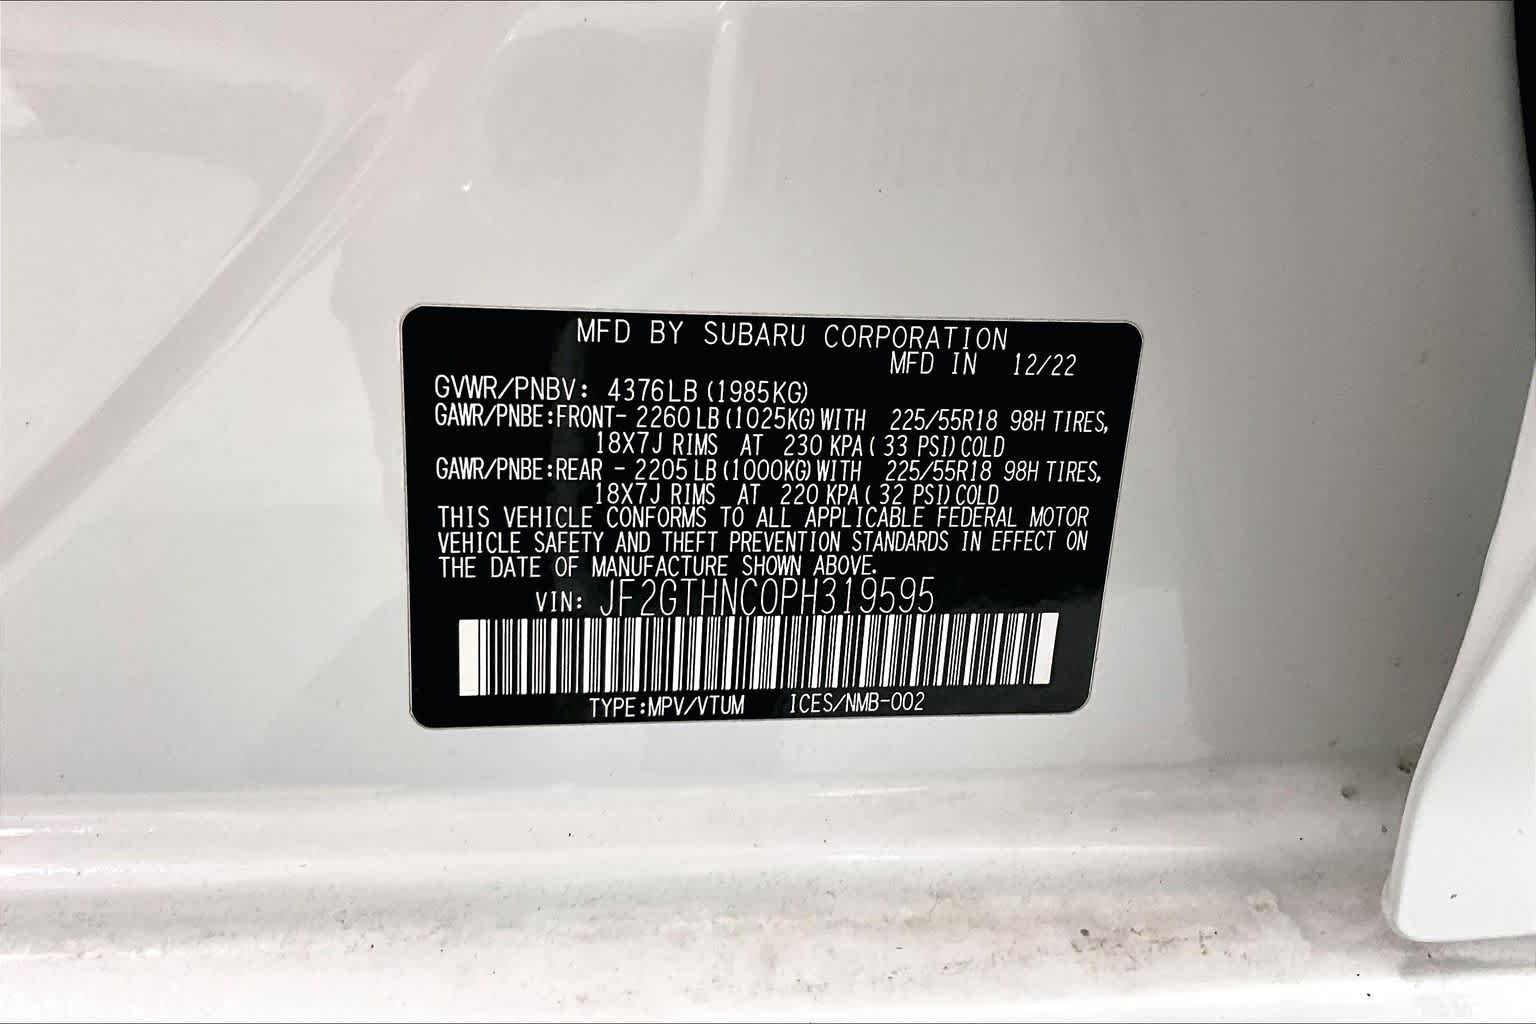 MFD BY SUBARU CORPORATION
MFD IN 12/22
GVWR/PNBV: 4376LB (1985KG)
GAWR/PNBE:FRONT- 2260 LB (1025KG) WITH 225/55R18 98H TIRES,
18X7J RIMS AT 230 KPA ( 33 PSI) COLD
GAWR/PNBE:REAR - 2205 LB (1000KG) WITH 225/55R18 98H TIRES,
18X7J RIMS AT 220 KPA ( 32 PSI) COLD
THIS VEHICLE CONFORMS TO ALL APPLICABLE FEDERAL MOTOR
VEHICLE SAFETY AND THEFT PREVENTION STANDARDS IN EFFECT ON
THE DATE OF MANUFACTURE SHOWN ABOVE.
VIN: JF2GTHNC0PH319595
TYPE:MPV/VTUM ICES/NMB-002